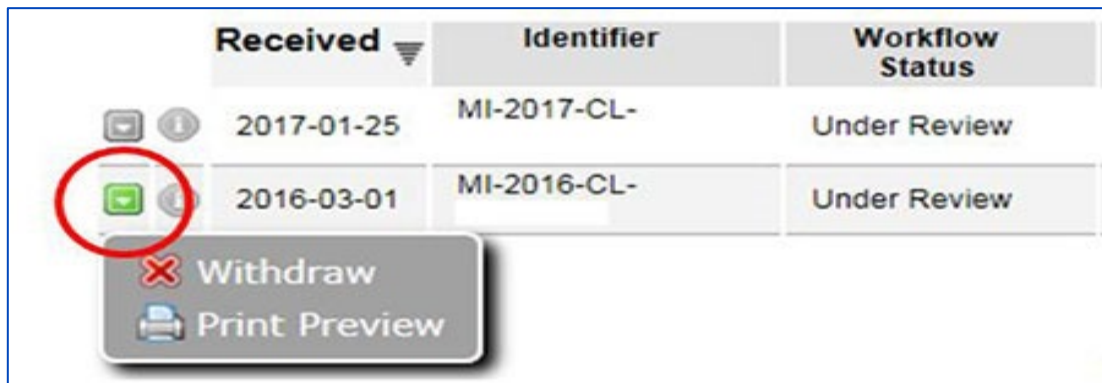 Received Identifier Workflow Status
2017-01-25 MI-2017-CL- Under Review
2016-03-01 MI-2016-CL- Under Review
Withdraw
Print Preview